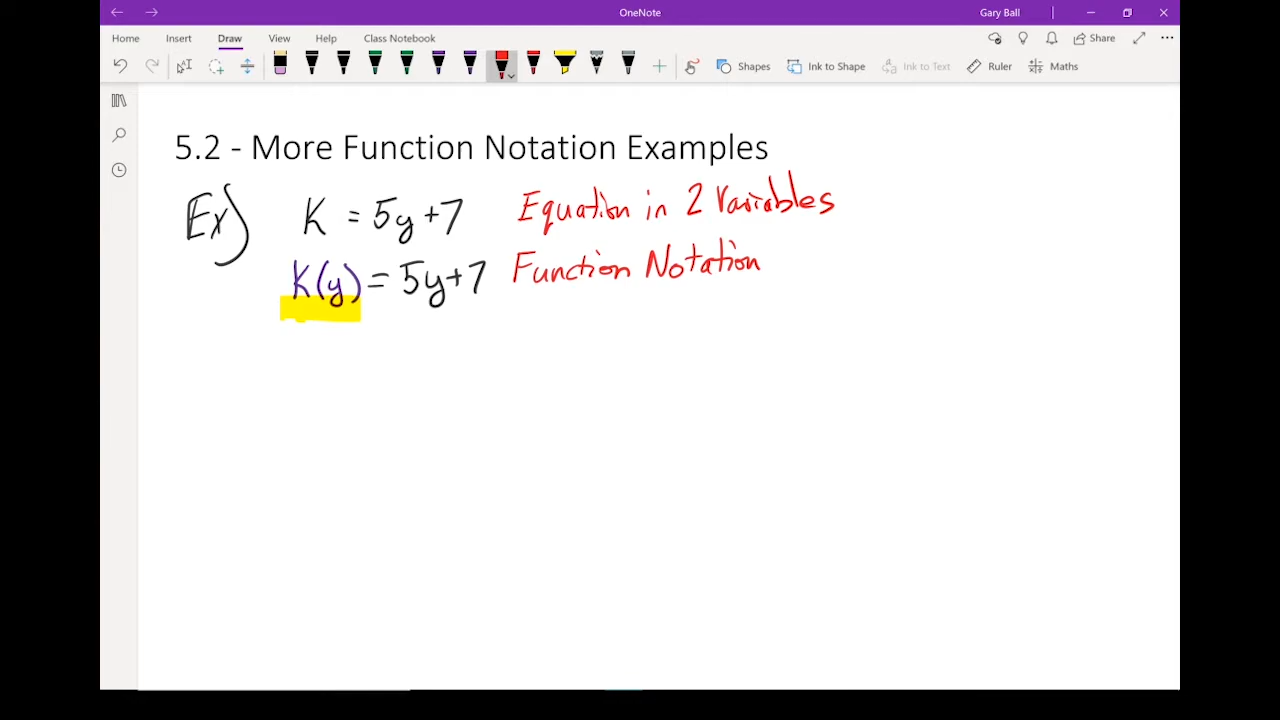 OneNote
Gary Ball
Home Insert Draw View Help Class Notebook
Share
Shapes Ink to Shape Ink to Text Ruler Maths
5.2 - More Function Notation Examples
Ex) K = 5y+7 Equation in 2 Variables
K(y) = 5y+7 Function Notation